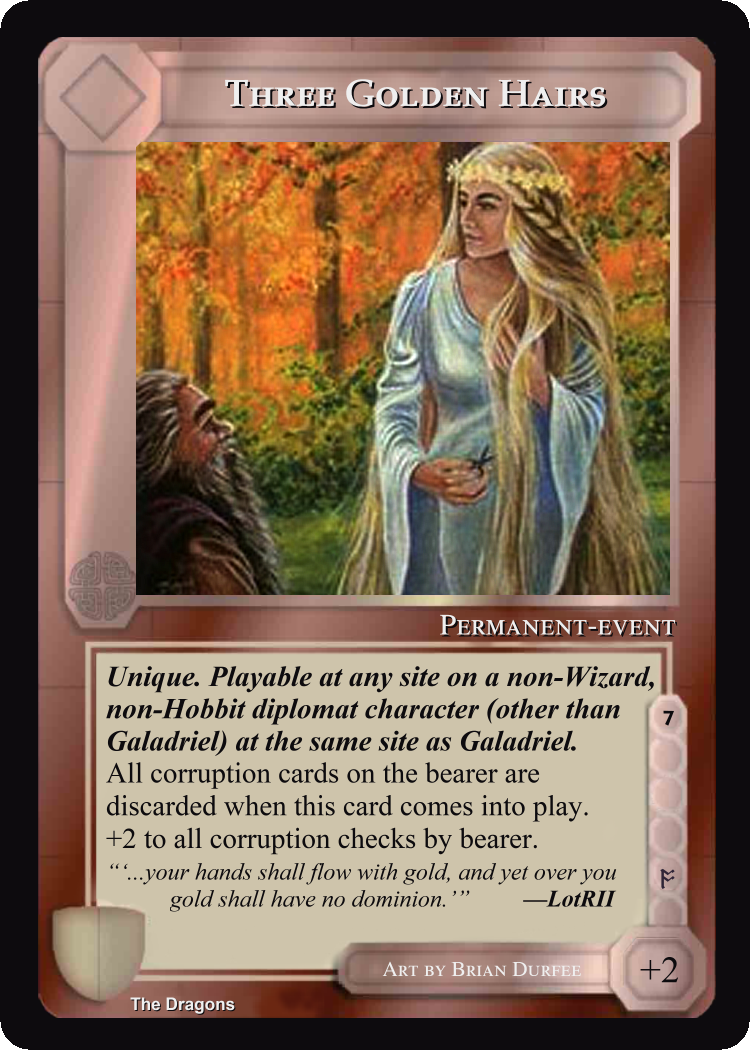 Three Golden Hairs
Permanent-event
Unique. Playable at any site on a non-Wizard,
non-Hobbit diplomat character (other than
Galadriel) at the same site as Galadriel.
All corruption cards on the bearer are
discarded when this card comes into play.
+2 to all corruption checks by bearer.
“‘...your hands shall flow with gold, and yet over you
gold shall have no dominion.’” —LotRII
7
ᚩ
Art by Brian Durfee
+2
The Dragons